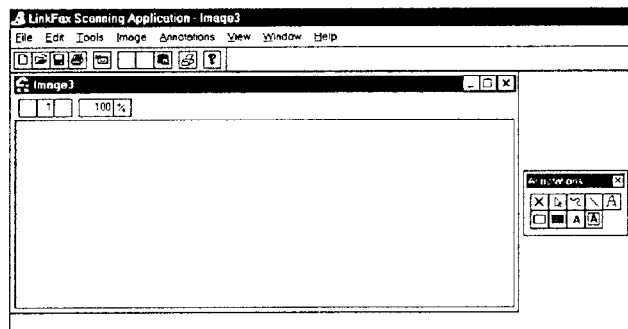 LinkFax Scanning Application - Image3
File Edit Tools Image Annotations View Window Help
?
Image3
1 100 %
Annotations
A
A A